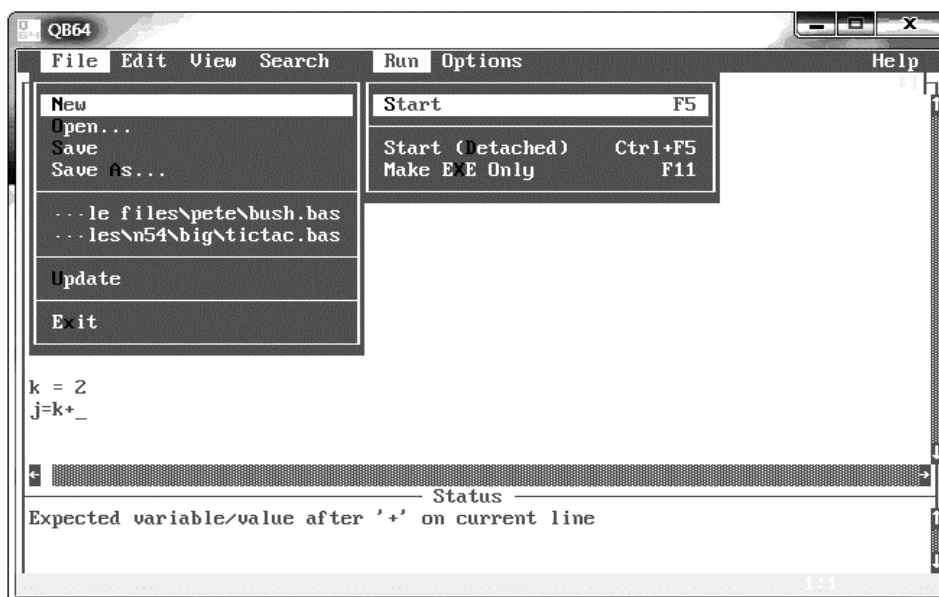 QB64
File Edit View Search Run Options Help
New
Open...
Save
Save As...
···le files\pete\bush.bas
···les\n54\big\tictac.bas
Update
Exit
Start F5
Start (Detached) Ctrl+F5
Make EXE Only F11
k = 2
j=k+_
Status
Expected variable/value after '+' on current line
1:1